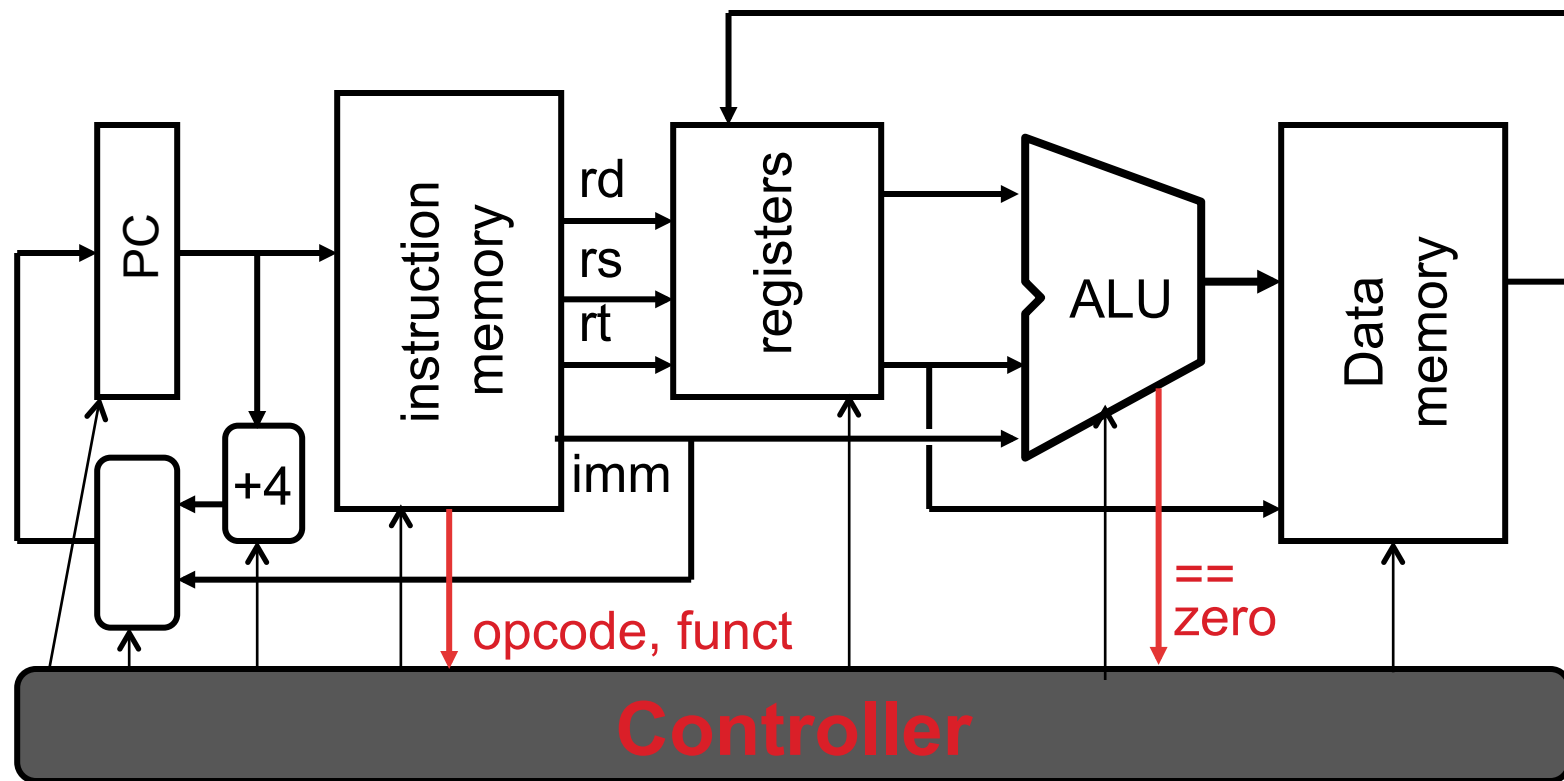 PC
+4
instruction
memory
rd
rs
rt
imm
registers
ALU
Data
memory
opcode, funct
==
zero
Controller